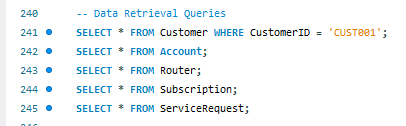 240 -- Data Retrieval Queries
241 SELECT * FROM Customer WHERE CustomerID = 'CUST001';
242 SELECT * FROM Account;
243 SELECT * FROM Router;
244 SELECT * FROM Subscription;
245 SELECT * FROM ServiceRequest;